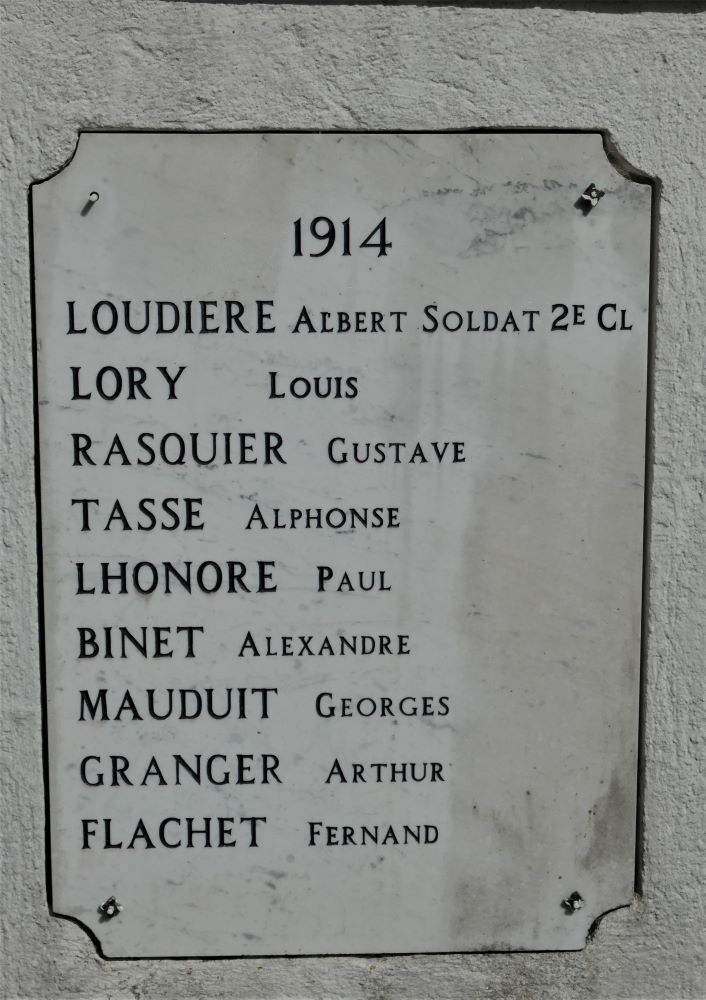 1914
LOUDIERE ALBERT SOLDAT 2E CL
LORY LOUIS
RASQUIER GUSTAVE
TASSE ALPHONSE
LHONORE PAUL
BINET ALEXANDRE
MAUDUIT GEORGES
GRANGER ARTHUR
FLACHET FERNAND